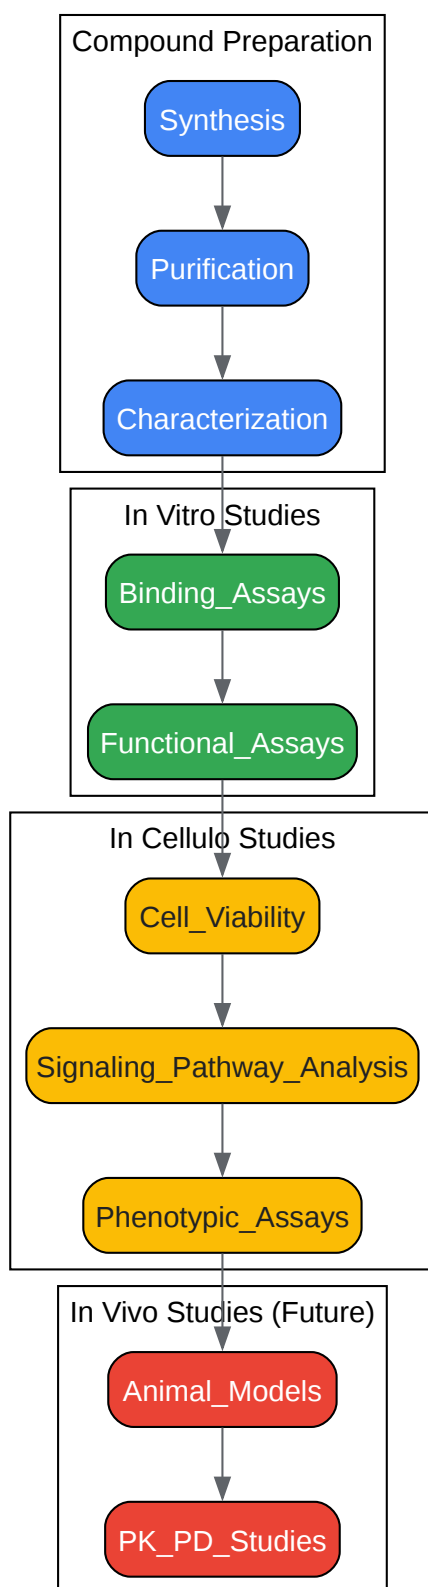 Compound Preparation
Synthesis
Purification
Characterization
In Vitro Studies
Binding_Assays
Functional_Assays
In Cellulo Studies
Cell_Viability
Signaling_Pathway_Analysis
Phenotypic_Assays
In Vivo Studies (Future)
Animal_Models
PK_PD_Studies